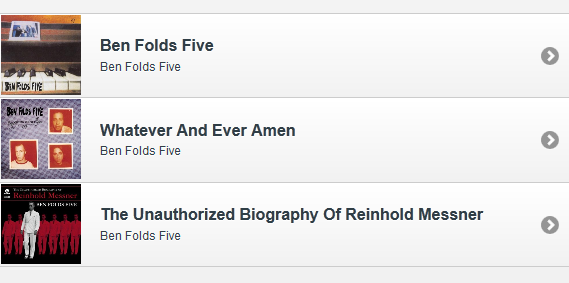 BEN FOLDS FIVE
Ben Folds Five
Ben Folds Five
BEN FOLDS FIVE
Whatever And Ever Amen
Ben Folds Five
Reinhold Messner
BEN FOLDS FIVE
The Unauthorized Biography Of Reinhold Messner
Ben Folds Five